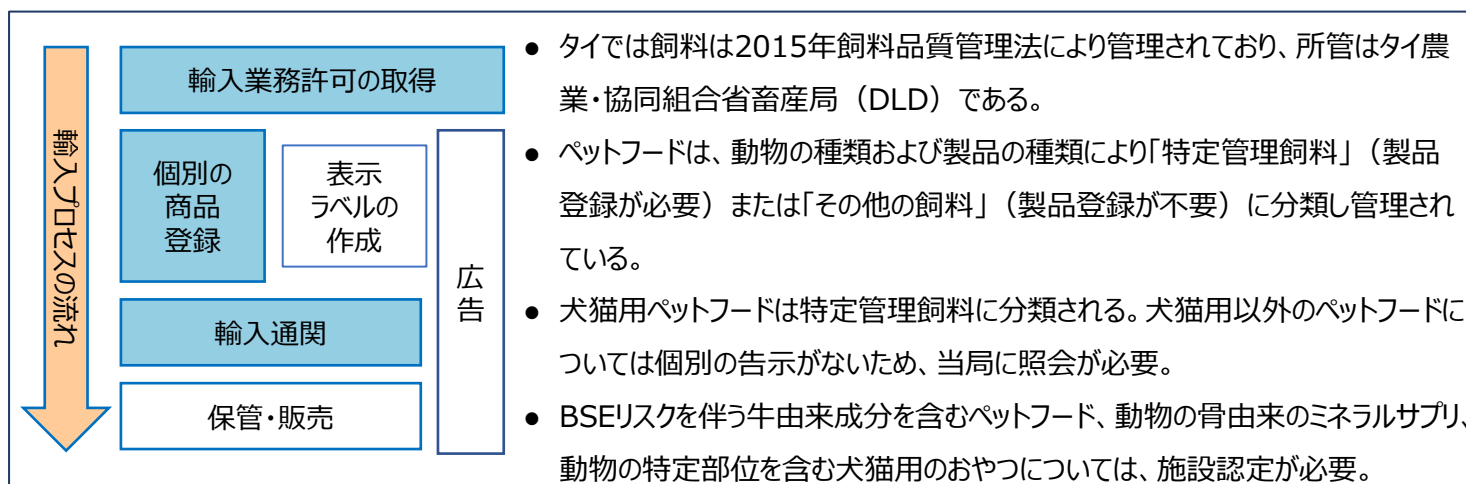 輸入プロセスの流れ
輸入業務許可の取得
個別の
商品
登録
表示
ラベルの
作成
広告
輸入通関
保管・販売
● タイでは飼料は2015年飼料品質管理法により管理されており、所管はタイ農
業・協同組合省畜産局（DLD）である。
● ペットフードは、動物の種類および製品の種類により「特定管理飼料」（製品
登録が必要）または「その他の飼料」（製品登録が不要）に分類し管理され
ている。
● 犬猫用ペットフードは特定管理飼料に分類される。犬猫用以外のペットフードに
ついては個別の告示がないため、当局に照会が必要。
● BSEリスクを伴う牛由来成分を含むペットフード、動物の骨由来のミネラルサプリ、
動物の特定部位を含む犬猫用のおやつについては、施設認定が必要。